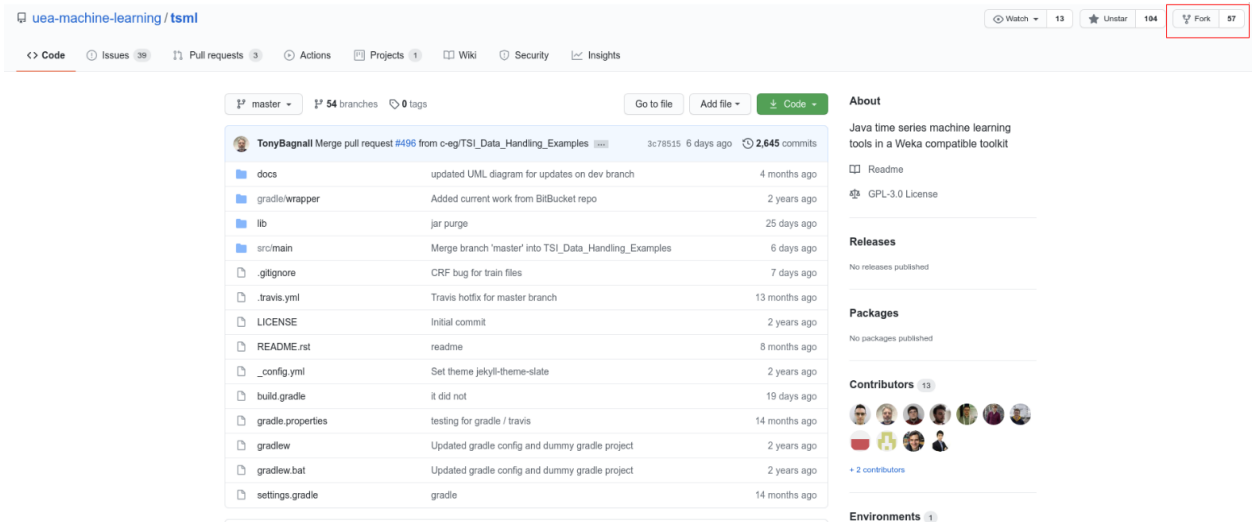 uea-machine-learning / tsml
Watch 13 Unstar 104 Fork 57
Code Issues 39 Pull requests 3 Actions Projects 1 Wiki Security Insights
master 54 branches 0 tags Go to file Add file Code
TonyBagnall Merge pull request #496 from c-eg/TSI_Data_Handling_Examples ... 3c78515 6 days ago 2,645 commits
docs updated UML diagram for updates on dev branch 4 months ago
gradle/wrapper Added current work from BitBucket repo 2 years ago
lib jar purge 25 days ago
src/main Merge branch 'master' into TSI_Data_Handling_Examples 6 days ago
.gitignore CRF bug for train files 7 days ago
.travis.yml Travis hotfix for master branch 13 months ago
LICENSE Initial commit 2 years ago
README.rst readme 8 months ago
_config.yml Set theme jekyll-theme-slate 2 years ago
build.gradle it did not 19 days ago
gradle.properties testing for gradle / travis 14 months ago
gradlew Updated gradle config and dummy gradle project 2 years ago
gradlew.bat Updated gradle config and dummy gradle project 2 years ago
settings.gradle gradle 14 months ago
About
Java time series machine learning
tools in a Weka compatible toolkit
Readme
GPL-3.0 License
Releases
No releases published
Packages
No packages published
Contributors 13
+ 2 contributors
Environments 1